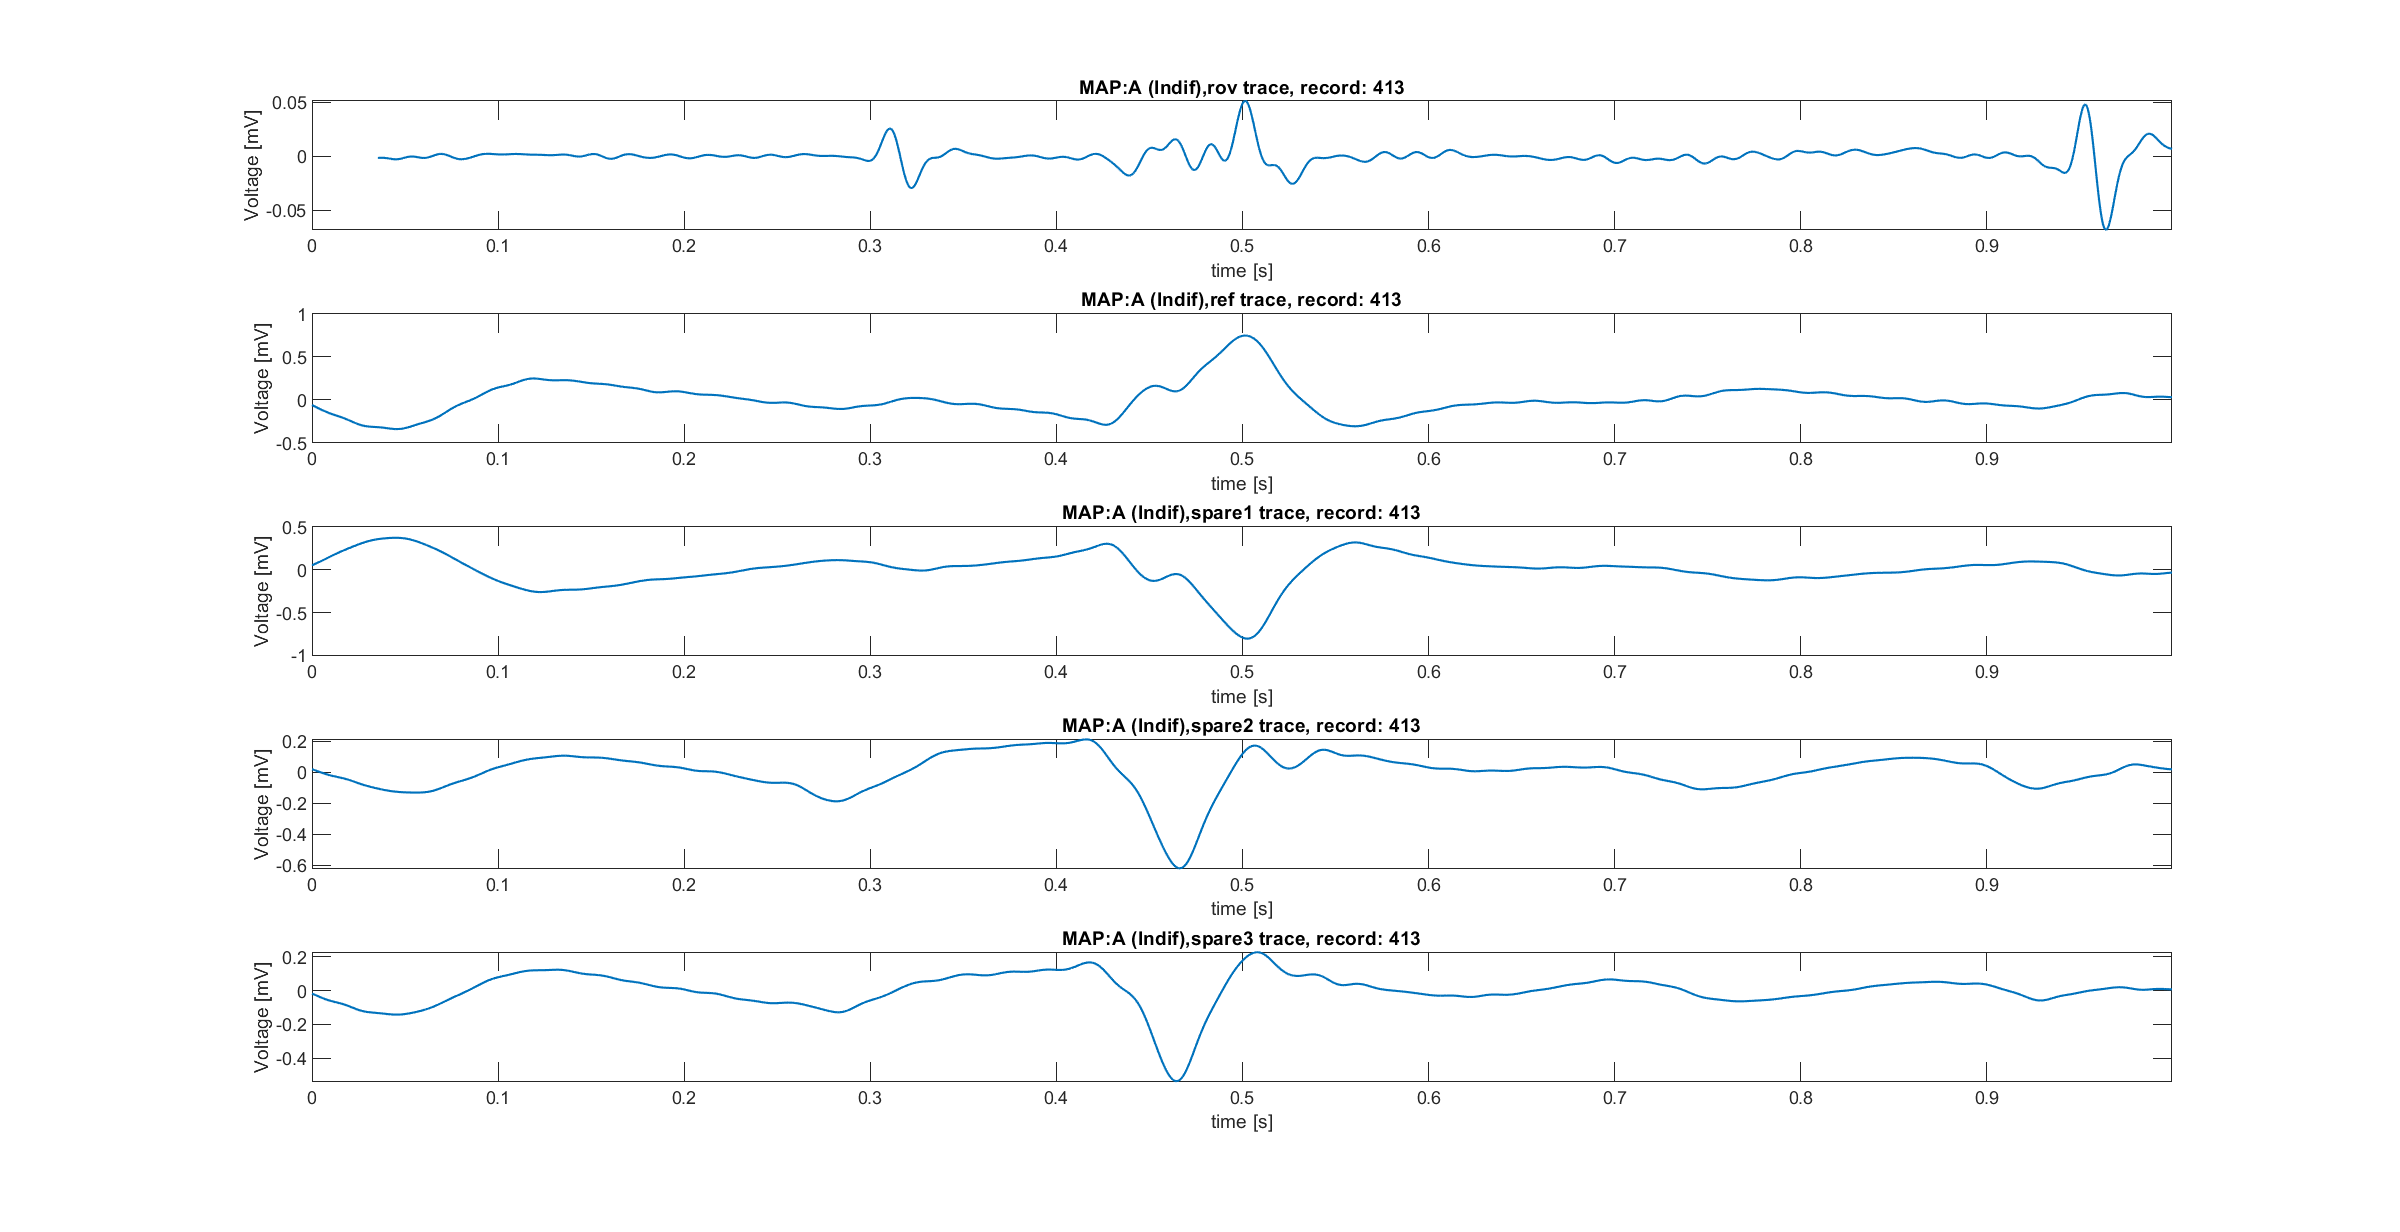 MAP:A (Indif),rov trace, record: 413
Voltage [mV]
0.05
0
-0.05
0 0.1 0.2 0.3 0.4 0.5 0.6 0.7 0.8 0.9
time [s]
MAP:A (Indif),ref trace, record: 413
Voltage [mV]
1
0.5
0
-0.5
0 0.1 0.2 0.3 0.4 0.5 0.6 0.7 0.8 0.9
time [s]
MAP:A (Indif),spare1 trace, record: 413
Voltage [mV]
0.5
0
-0.5
-1
0 0.1 0.2 0.3 0.4 0.5 0.6 0.7 0.8 0.9
time [s]
MAP:A (Indif),spare2 trace, record: 413
Voltage [mV]
0.2
0
-0.2
-0.4
-0.6
0 0.1 0.2 0.3 0.4 0.5 0.6 0.7 0.8 0.9
time [s]
MAP:A (Indif),spare3 trace, record: 413
Voltage [mV]
0.2
0
-0.2
-0.4
0 0.1 0.2 0.3 0.4 0.5 0.6 0.7 0.8 0.9
time [s]